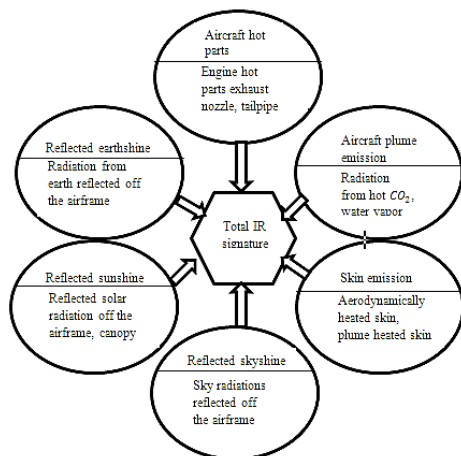 Aircraft hot
parts
Engine hot
parts exhaust
nozzle, tailpipe
Reflected earthshine
Radiation from
earth reflected off
the airframe
Aircraft plume
emission
Radiation
from hot CO₂,
water vapor
Total IR
signature
Reflected sunshine
Reflected solar
radiation off the
airframe, canopy
Skin emission
Aerodynamically
heated skin,
plume heated skin
Reflected skyshine
Sky radiations
reflected off
the airframe